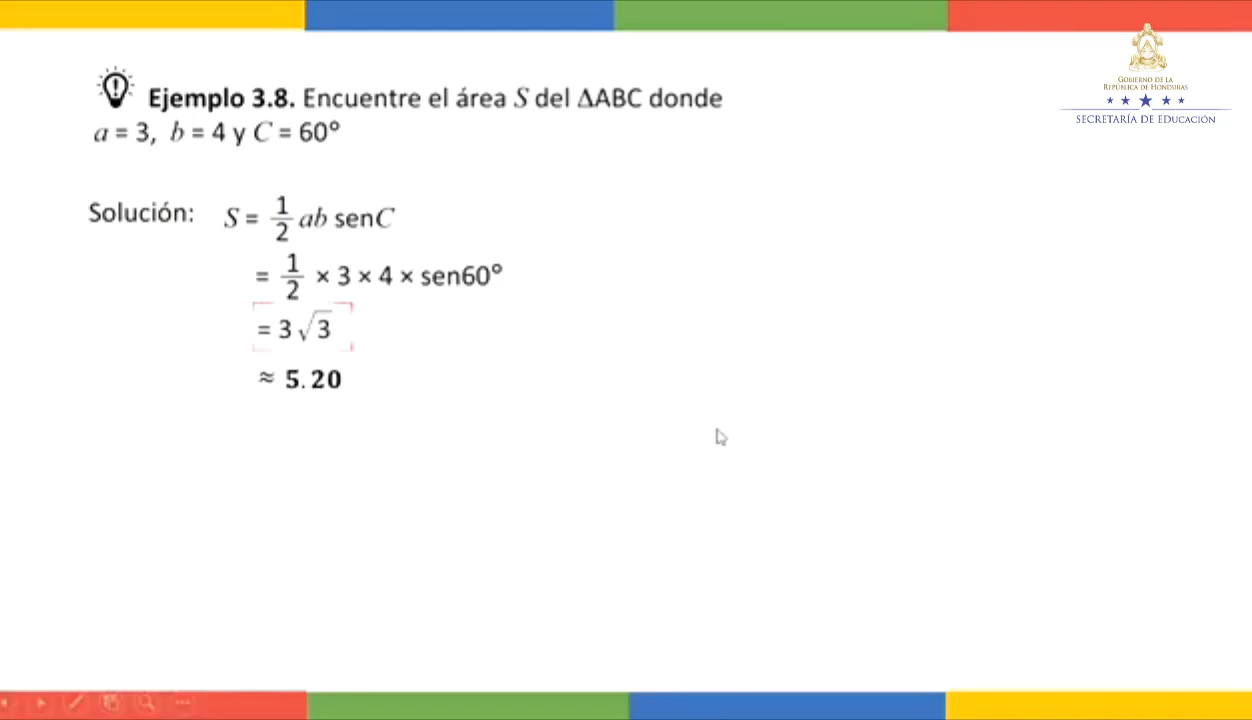 Ejemplo 3.8. Encuentre el área S del ΔABC donde
a = 3, b = 4 y C = 60°
Solución: S = 1/2 ab senC
= 1/2 × 3 × 4 × sen60°
= 3√3
≈ 5.20
GOBIERNO DE LA
REPÚBLICA DE HONDURAS
SECRETARÍA DE EDUCACIÓN